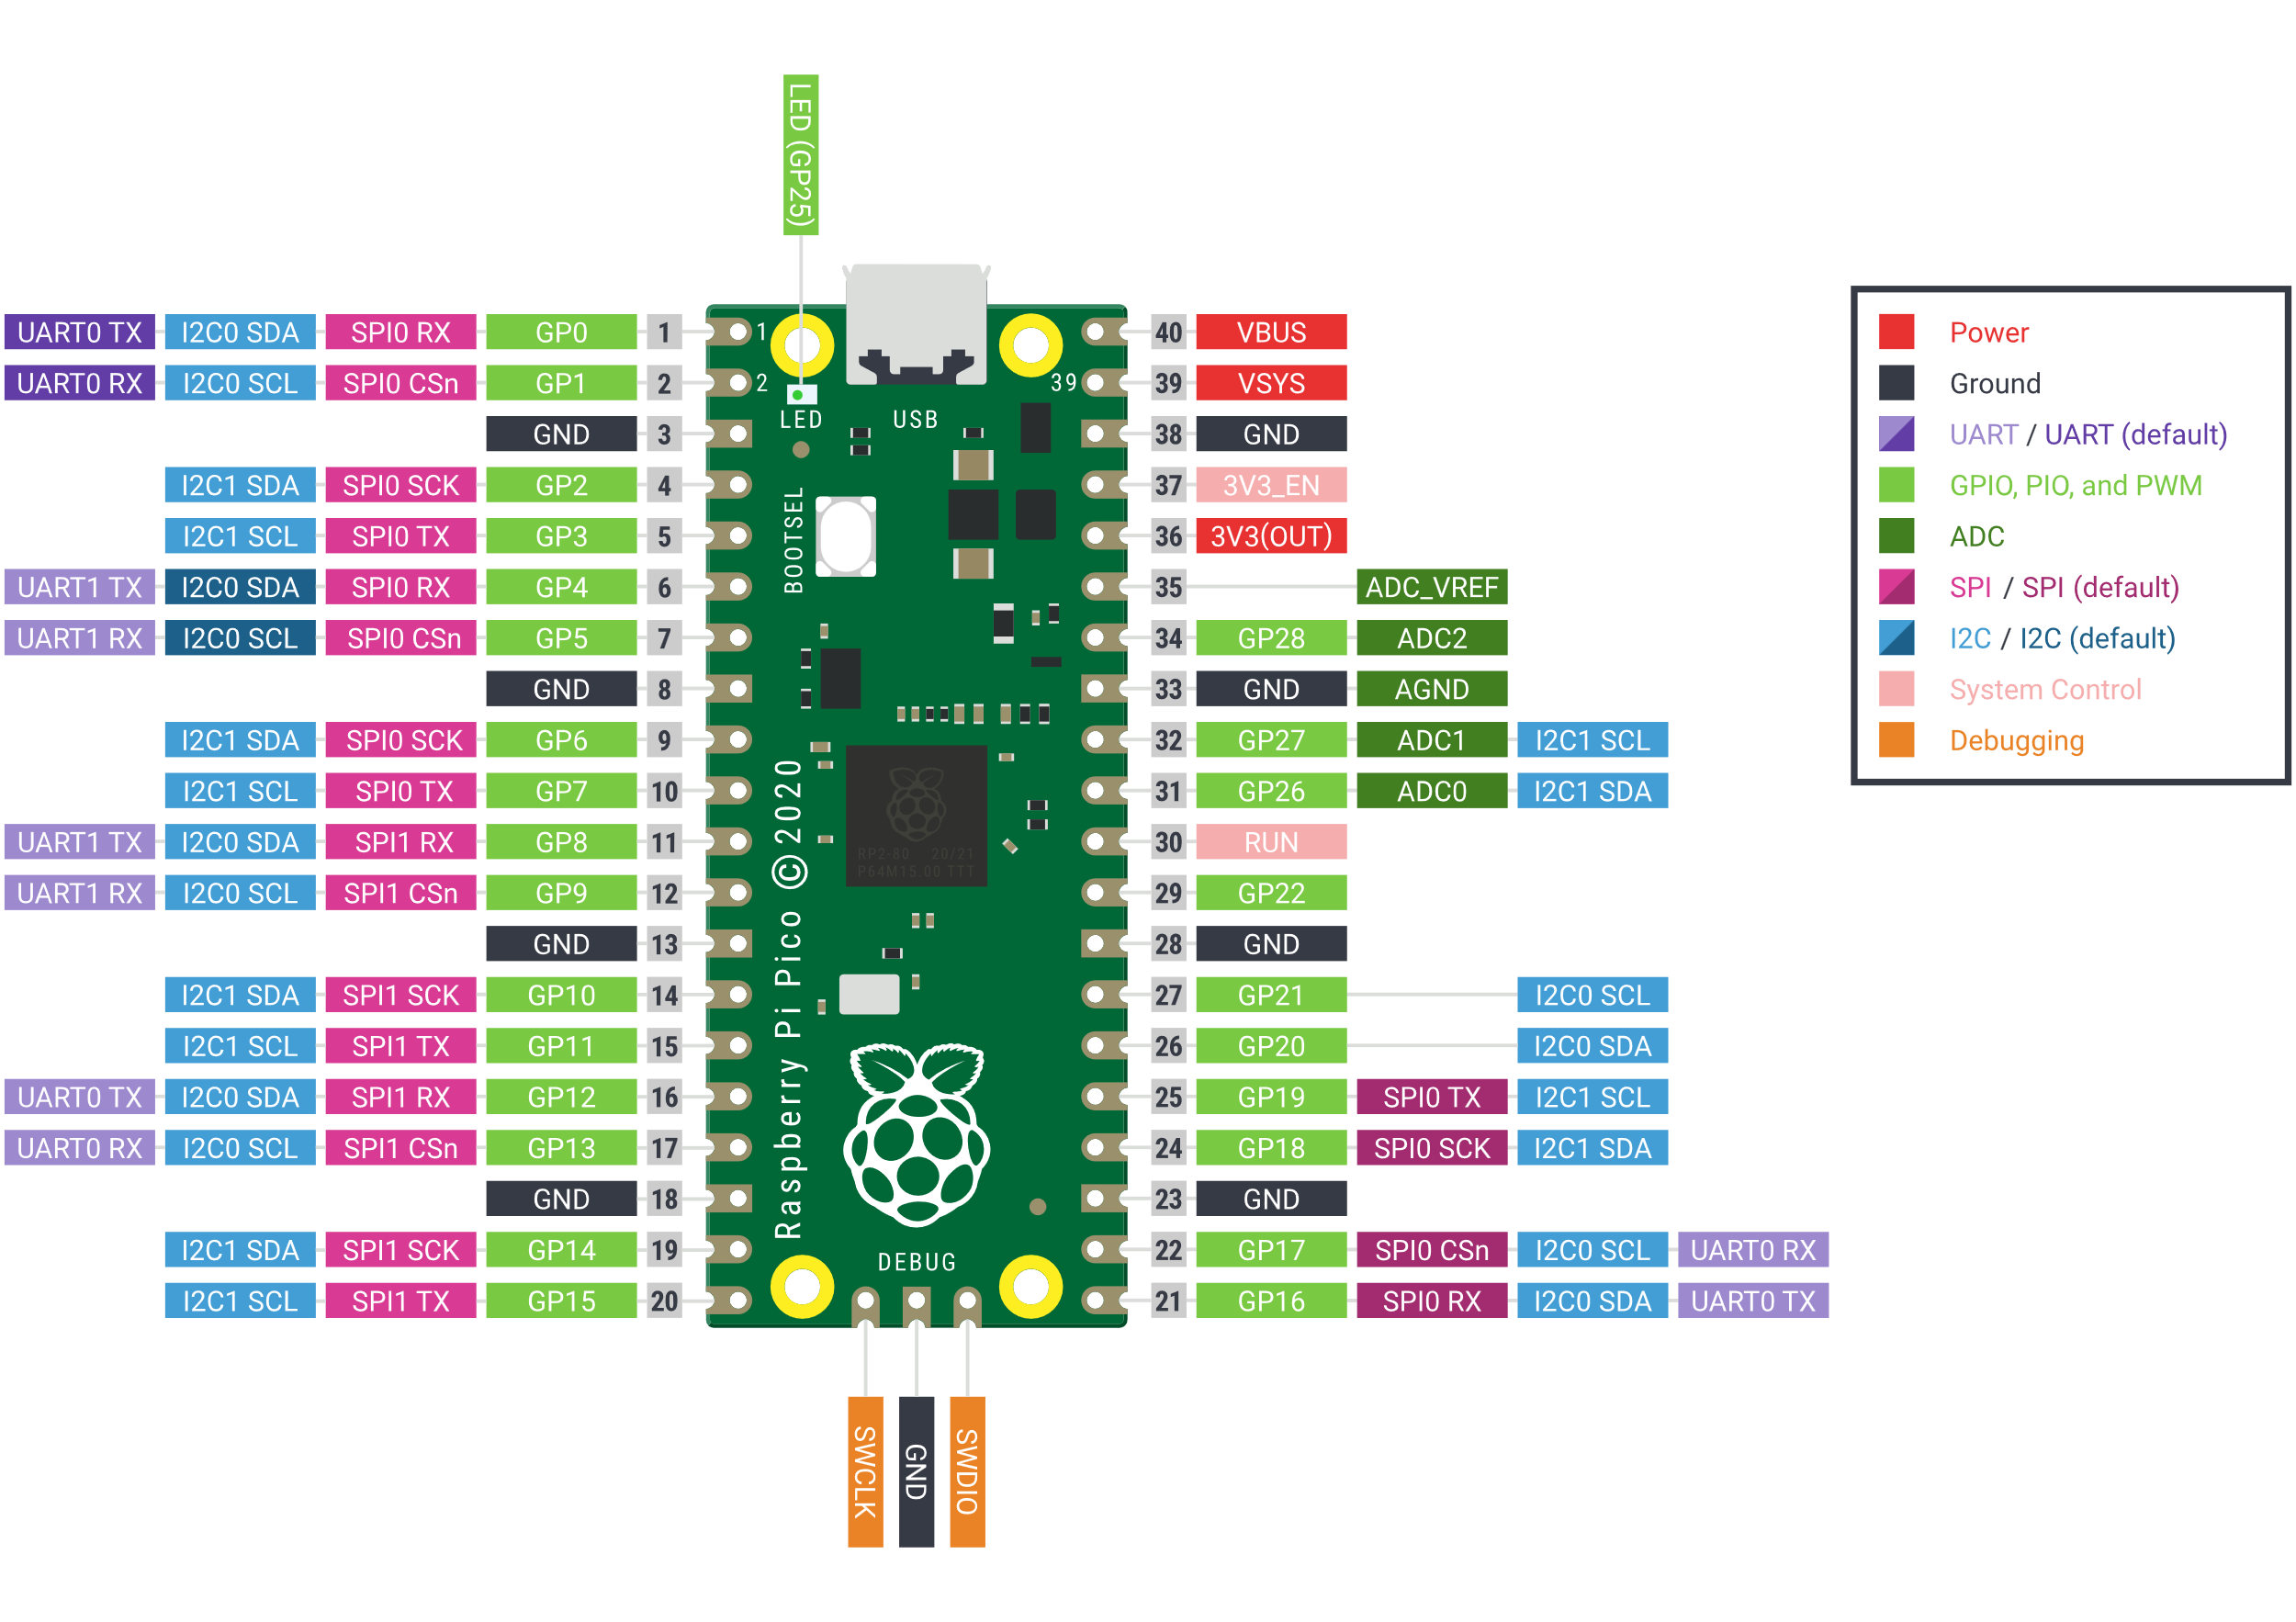 LED (GP25)
UART0 TX I2C0 SDA SPI0 RX GP0 1 1 40 VBUS
UART0 RX I2C0 SCL SPI0 CSn GP1 2 2 39 39 VSYS
LED USB
GND 3 38 GND
I2C1 SDA SPI0 SCK GP2 4 37 3V3_EN
I2C1 SCL SPI0 TX GP3 5 36 3V3(OUT)
BOOTSEL
UART1 TX I2C0 SDA SPI0 RX GP4 6 35 ADC_VREF
UART1 RX I2C0 SCL SPI0 CSn GP5 7 34 GP28 ADC2
GND 8 33 GND AGND
I2C1 SDA SPI0 SCK GP6 9 32 GP27 ADC1 I2C1 SCL
I2C1 SCL SPI0 TX GP7 10 31 GP26 ADC0 I2C1 SDA
UART1 TX I2C0 SDA SPI1 RX GP8 11 30 RUN
RP2-80 20/21
P64M15.00 TTT
UART1 RX I2C0 SCL SPI1 CSn GP9 12 29 GP22
GND 13 28 GND
Raspberry Pi Pico ©2020
I2C1 SDA SPI1 SCK GP10 14 27 GP21 I2C0 SCL
I2C1 SCL SPI1 TX GP11 15 26 GP20 I2C0 SDA
UART0 TX I2C0 SDA SPI1 RX GP12 16 25 GP19 SPI0 TX I2C1 SCL
UART0 RX I2C0 SCL SPI1 CSn GP13 17 24 GP18 SPI0 SCK I2C1 SDA
GND 18 23 GND
I2C1 SDA SPI1 SCK GP14 19 22 GP17 SPI0 CSn I2C0 SCL UART0 RX
DEBUG
I2C1 SCL SPI1 TX GP15 20 21 GP16 SPI0 RX I2C0 SDA UART0 TX
SWCLK
GND
SWDIO
Power
Ground
UART / UART (default)
GPIO, PIO, and PWM
ADC
SPI / SPI (default)
I2C / I2C (default)
System Control
Debugging